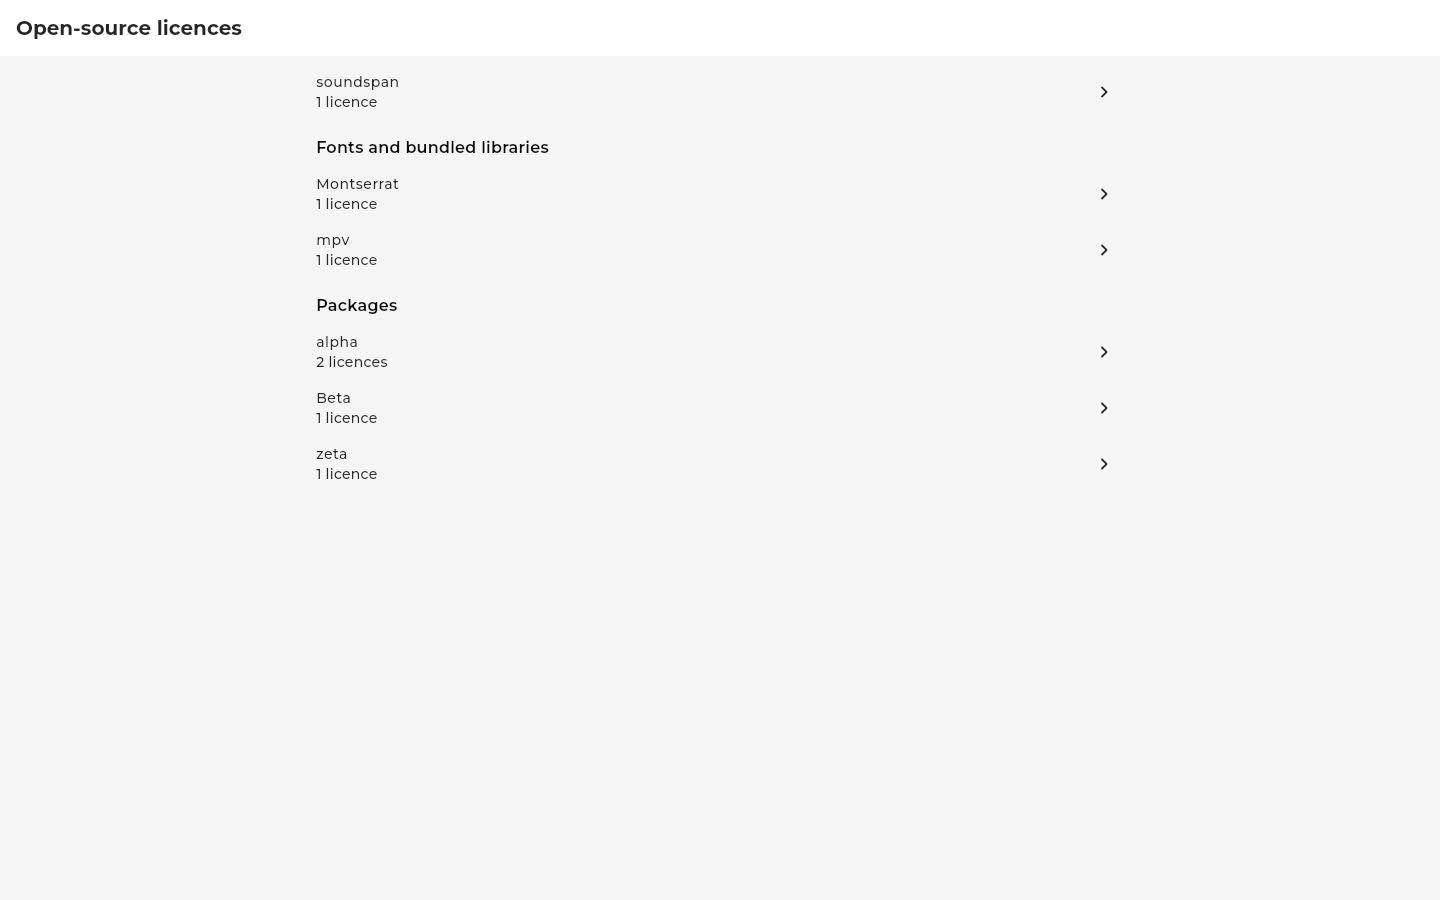 Open-source licences
soundspan
1 licence
Fonts and bundled libraries
Montserrat
1 licence
mpv
1 licence
Packages
alpha
2 licences
Beta
1 licence
zeta
1 licence